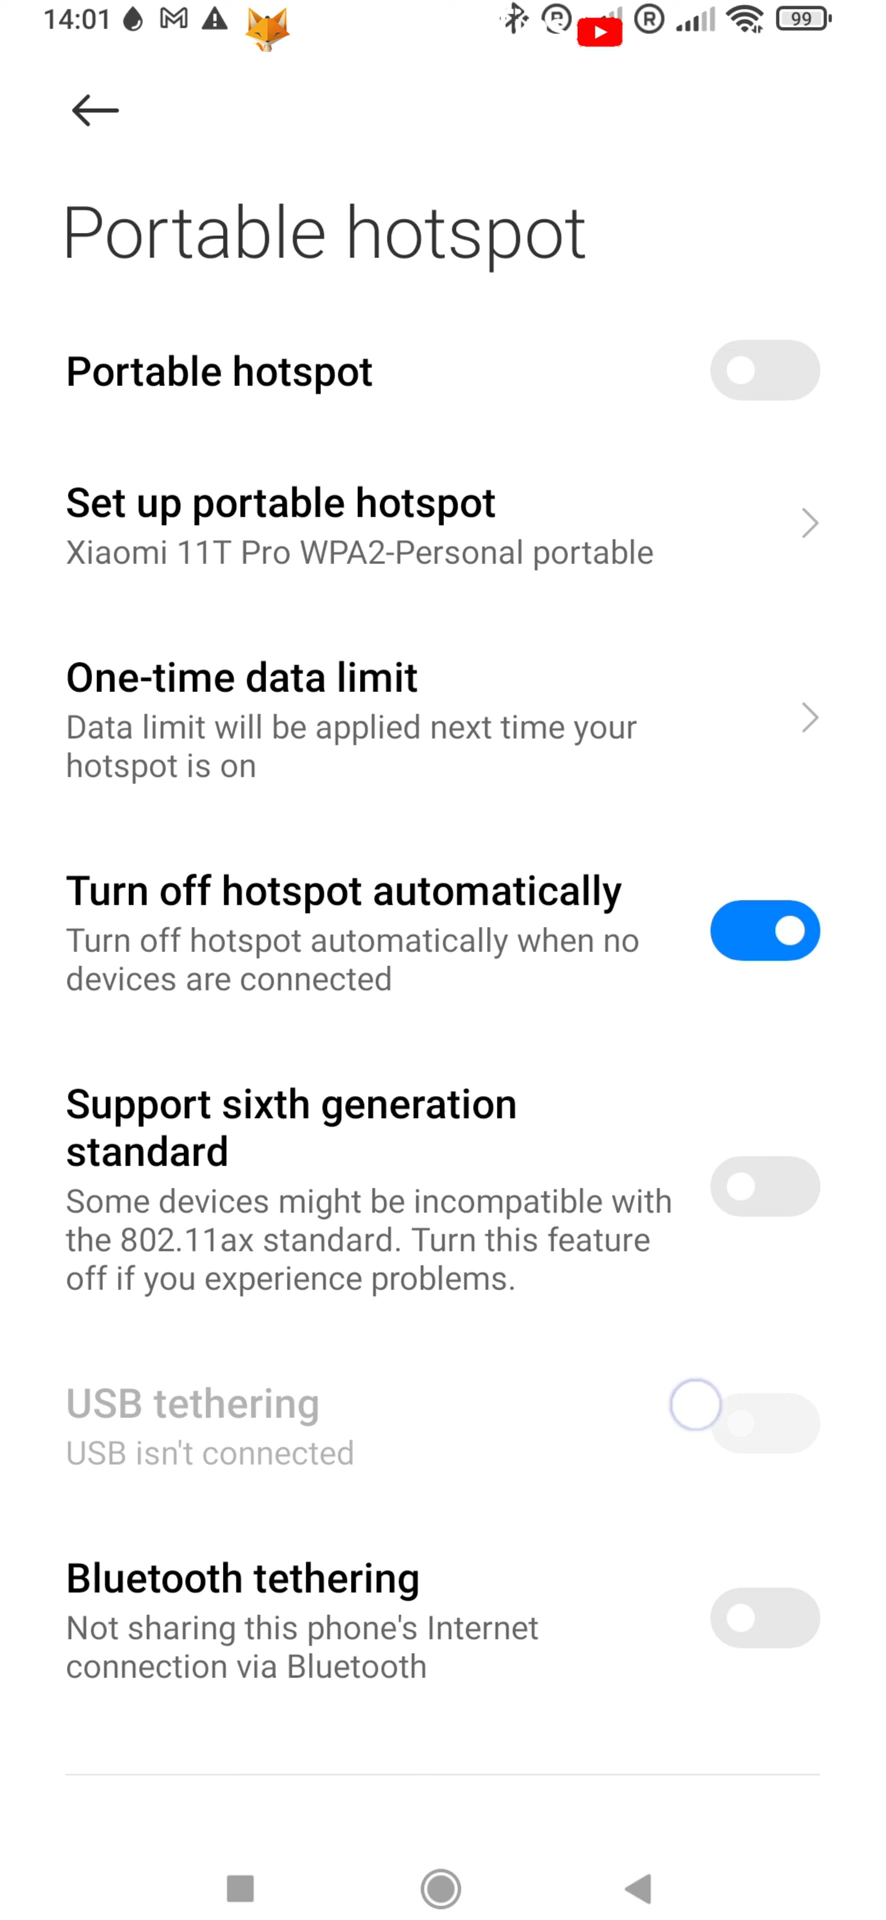 14:01
R
R
99
Portable hotspot
Portable hotspot
Set up portable hotspot
Xiaomi 11T Pro WPA2-Personal portable
One-time data limit
Data limit will be applied next time your
hotspot is on
Turn off hotspot automatically
Turn off hotspot automatically when no
devices are connected
Support sixth generation
standard
Some devices might be incompatible with
the 802.11ax standard. Turn this feature
off if you experience problems.
USB tethering
USB isn't connected
Bluetooth tethering
Not sharing this phone's Internet
connection via Bluetooth